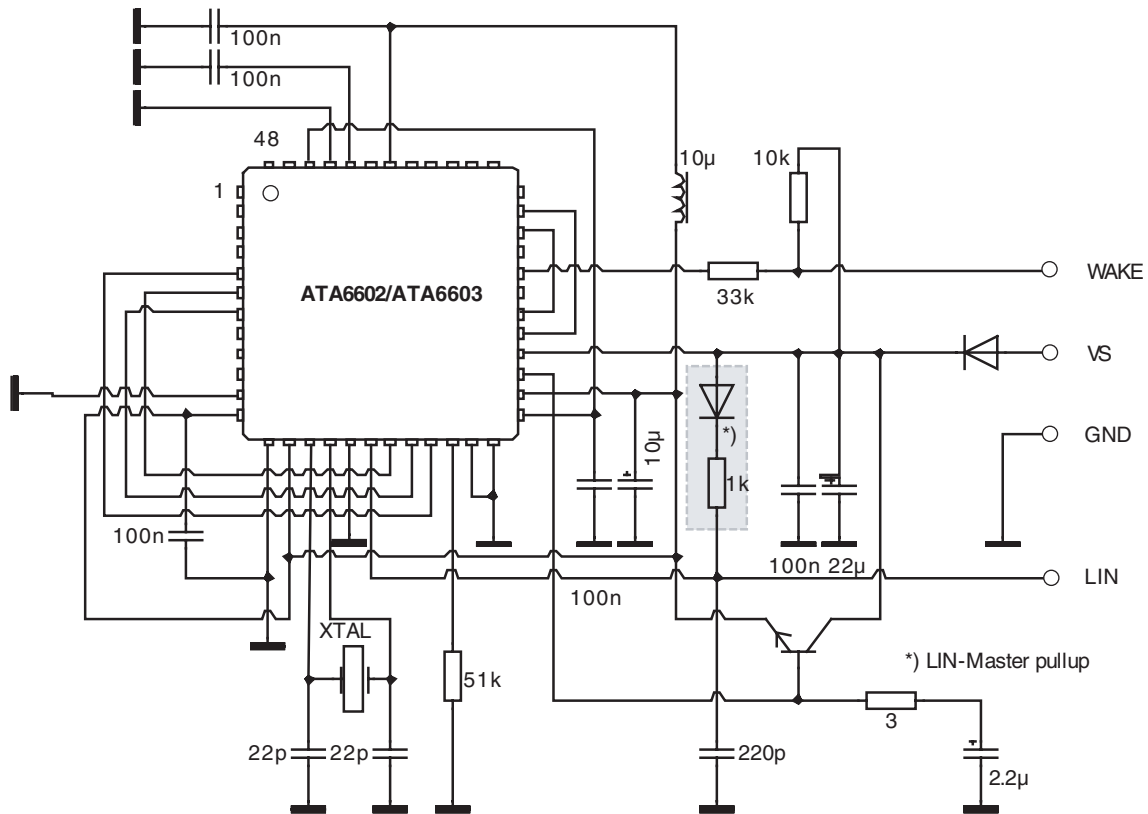 100n
100n
48
10µ
10k
1
WAKE
ATA6602/ATA6603
33k
VS
*)
10µ
GND
1k
100n
100n 22µ
LIN
100n
XTAL
*) LIN-Master pullup
51k
3
22p
22p
220p
2.2µ